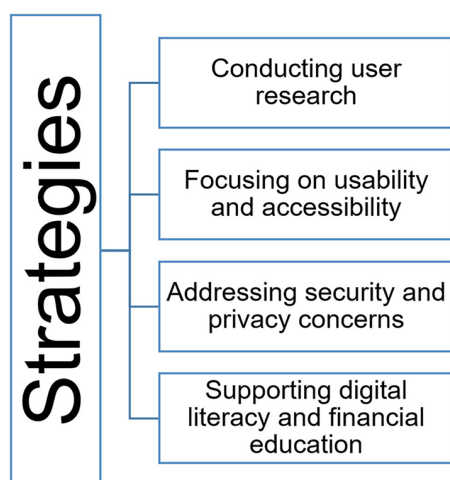 Strategies
Conducting user
research
Focusing on usability
and accessibility
Addressing security and
privacy concerns
Supporting digital
literacy and financial
education